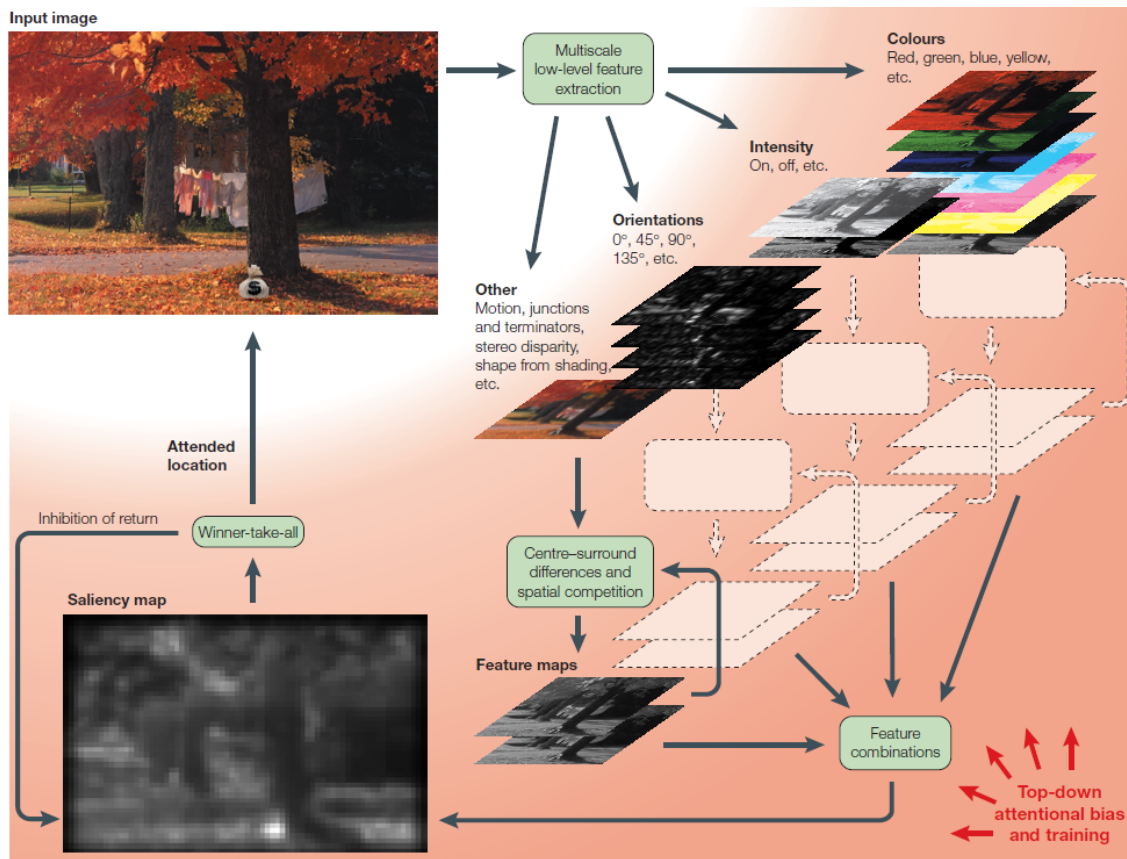 Input image
Multiscale
low-level feature
extraction
Colours
Red, green, blue, yellow,
etc.
Intensity
On, off, etc.
Orientations
0°, 45°, 90°,
135°, etc.
Other
Motion, junctions
and terminators,
stereo disparity,
shape from shading,
etc.
$
Attended
location
Inhibition of return
Winner-take-all
Centre–surround
differences and
spatial competition
Saliency map
Feature maps
Feature
combinations
Top-down
attentional bias
and training